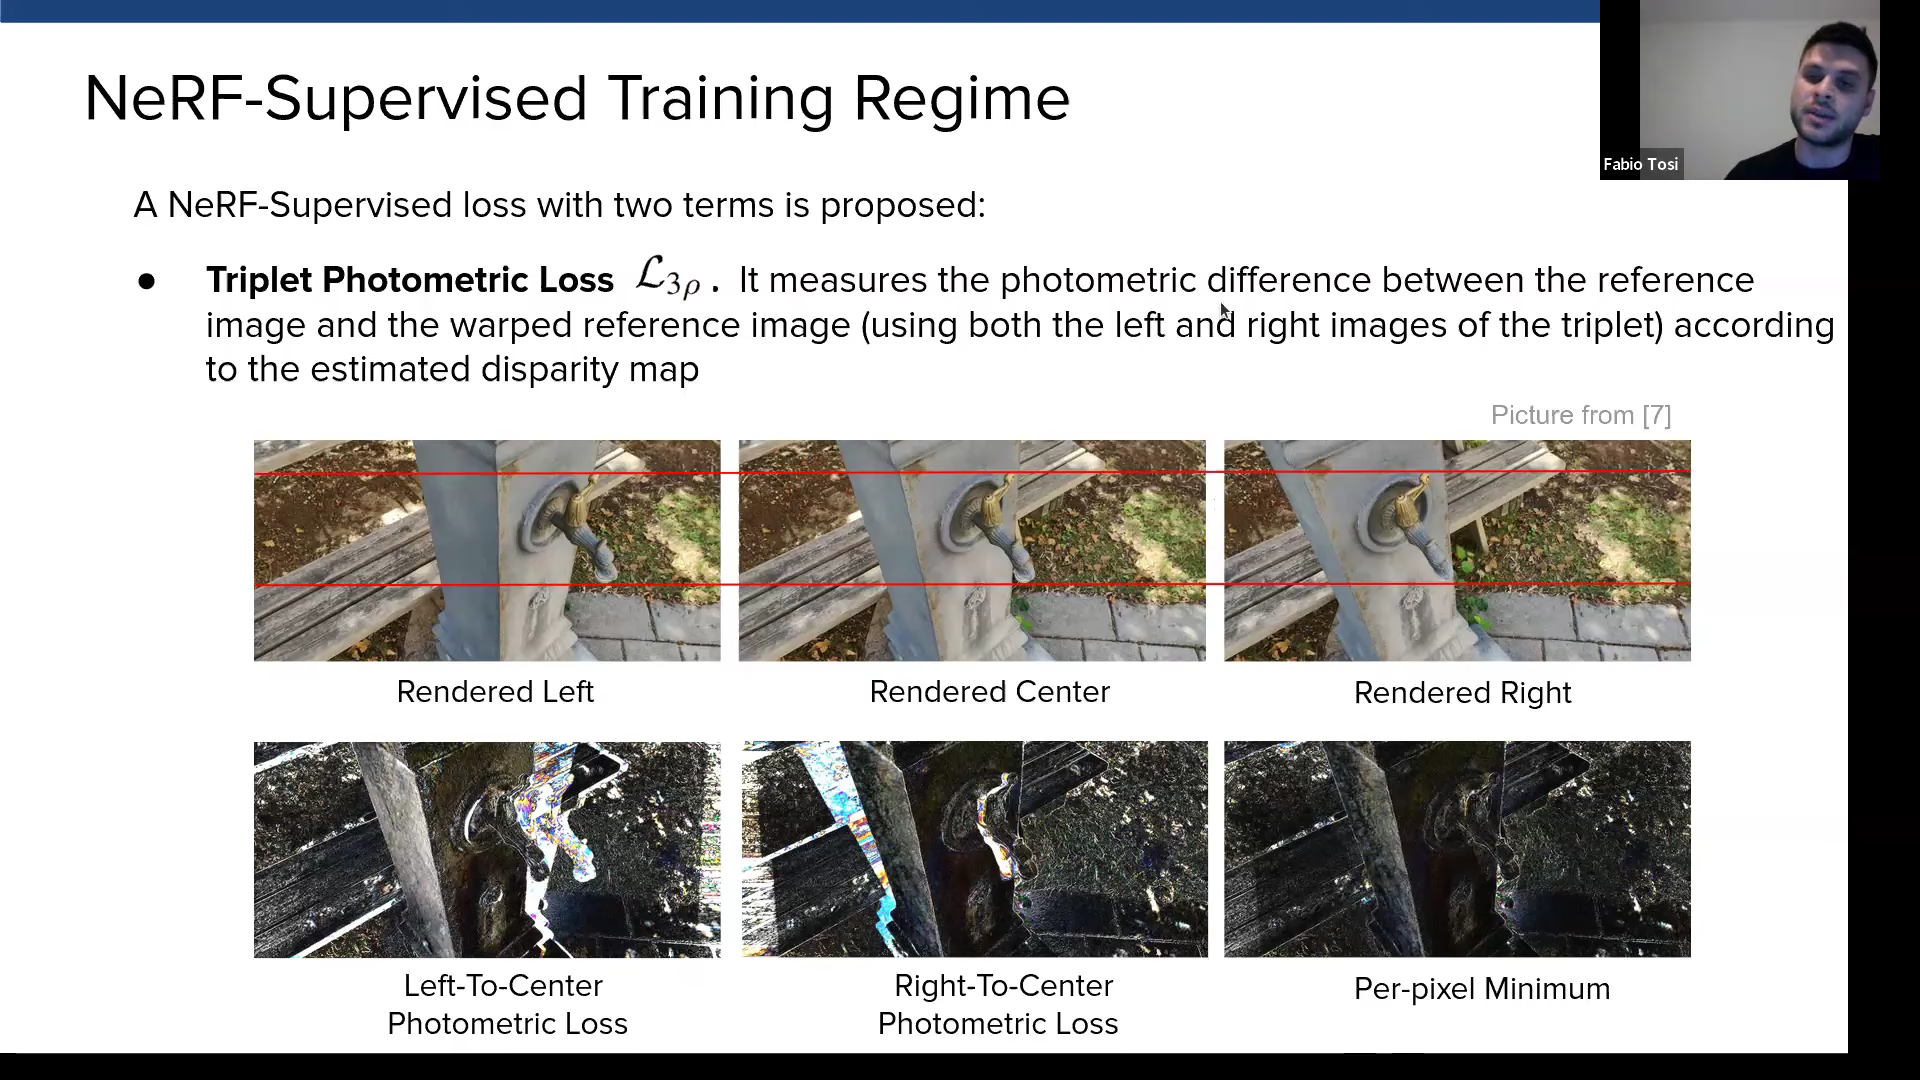 NeRF-Supervised Training Regime
Fabio Tosi
A NeRF-Supervised loss with two terms is proposed:
● Triplet Photometric Loss ℒ3ρ . It measures the photometric difference between the reference
image and the warped reference image (using both the left and right images of the triplet) according
to the estimated disparity map
Picture from [7]
Rendered Left
Rendered Center
Rendered Right
Left-To-Center
Photometric Loss
Right-To-Center
Photometric Loss
Per-pixel Minimum